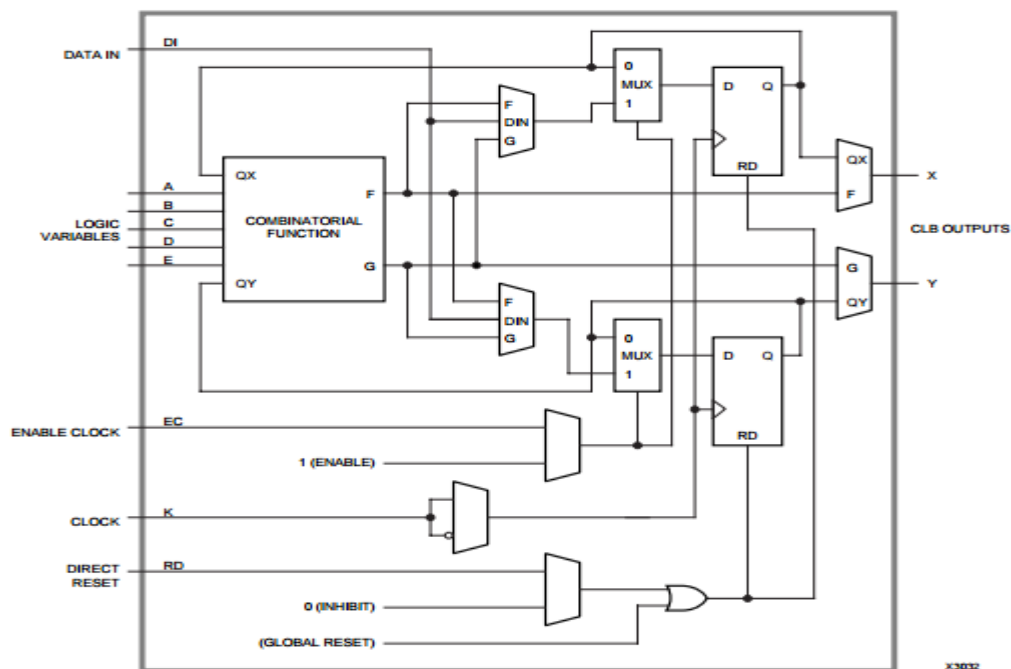 DATA IN
DI
0
MUX
1
D
Q
RD
F
DIN
G
QX
F
X
QX
A
B
C
D
E
QY
LOGIC
VARIABLES
COMBINATORIAL
FUNCTION
F
G
CLB OUTPUTS
G
QY
Y
F
DIN
G
0
MUX
1
D
Q
RD
ENABLE CLOCK
EC
1 (ENABLE)
CLOCK
K
DIRECT
RESET
RD
0 (INHIBIT)
(GLOBAL RESET)
X3032